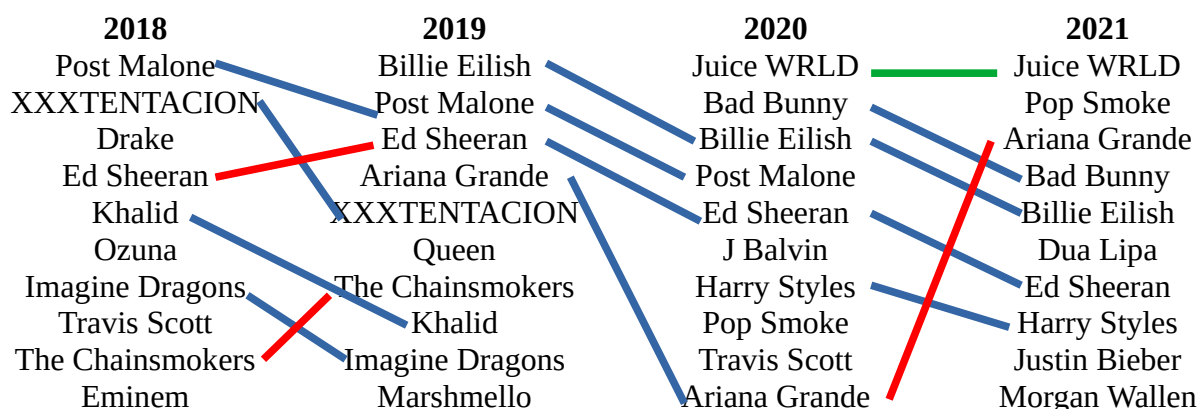 2018 2019 2020 2021
Post Malone Billie Eilish Juice WRLD Juice WRLD
XXXTENTACION Post Malone Bad Bunny Pop Smoke
Drake Ed Sheeran Billie Eilish Ariana Grande
Ed Sheeran Ariana Grande Post Malone Bad Bunny
Khalid XXXTENTACION Ed Sheeran Billie Eilish
Ozuna Queen J Balvin Dua Lipa
Imagine Dragons The Chainsmokers Harry Styles Ed Sheeran
Travis Scott Khalid Pop Smoke Harry Styles
The Chainsmokers Imagine Dragons Travis Scott Justin Bieber
Eminem Marshmello Ariana Grande Morgan Wallen